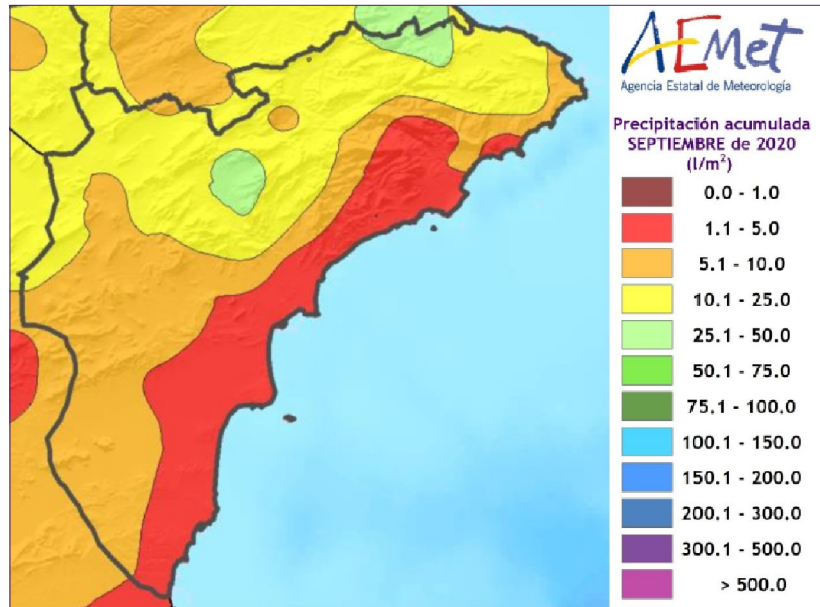 AEMet
Agencia Estatal de Meteorología
Precipitación acumulada
SEPTIEMBRE de 2020
(l/m²)
0.0 - 1.0
1.1 - 5.0
5.1 - 10.0
10.1 - 25.0
25.1 - 50.0
50.1 - 75.0
75.1 - 100.0
100.1 - 150.0
150.1 - 200.0
200.1 - 300.0
300.1 - 500.0
> 500.0